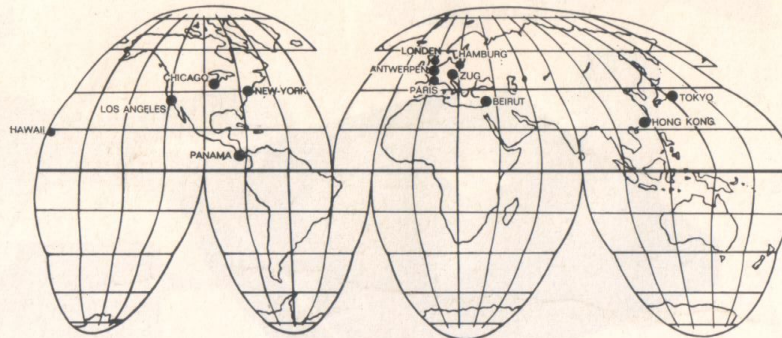 LONDEN
HAMBURG
ANTWERPEN
ZUG
CHICAGO
NEW-YORK
PARIS
LOS ANGELES
BEIRUT
TOKYO
HAWAII
HONG KONG
PANAMA